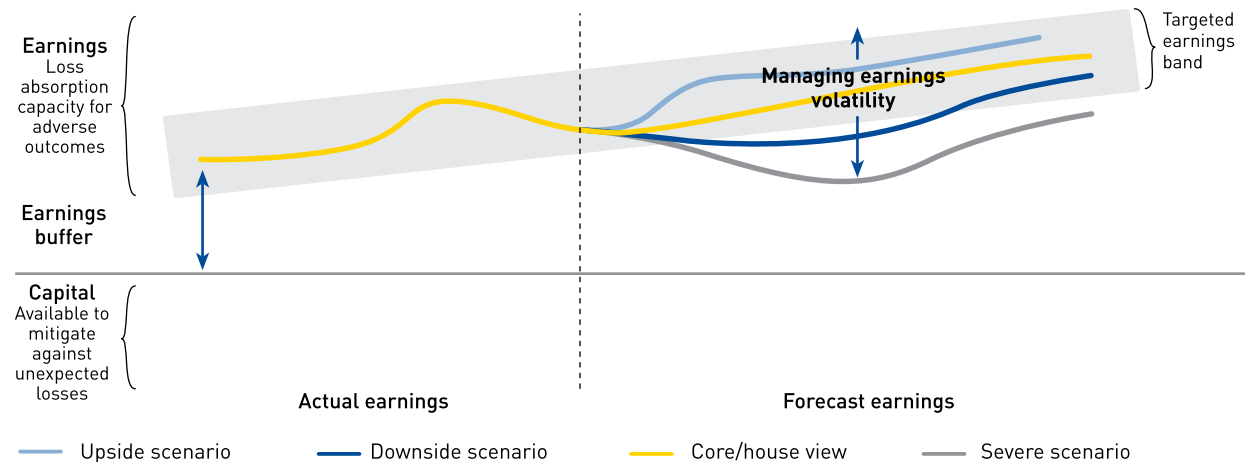 Earnings
Loss
absorption
capacity for
adverse
outcomes
Earnings
buffer
Capital
Available to
mitigate
against
unexpected
losses
Managing earnings
volatility
Targeted
earnings
band
Actual earnings
Forecast earnings
Upside scenario
Downside scenario
Core/house view
Severe scenario